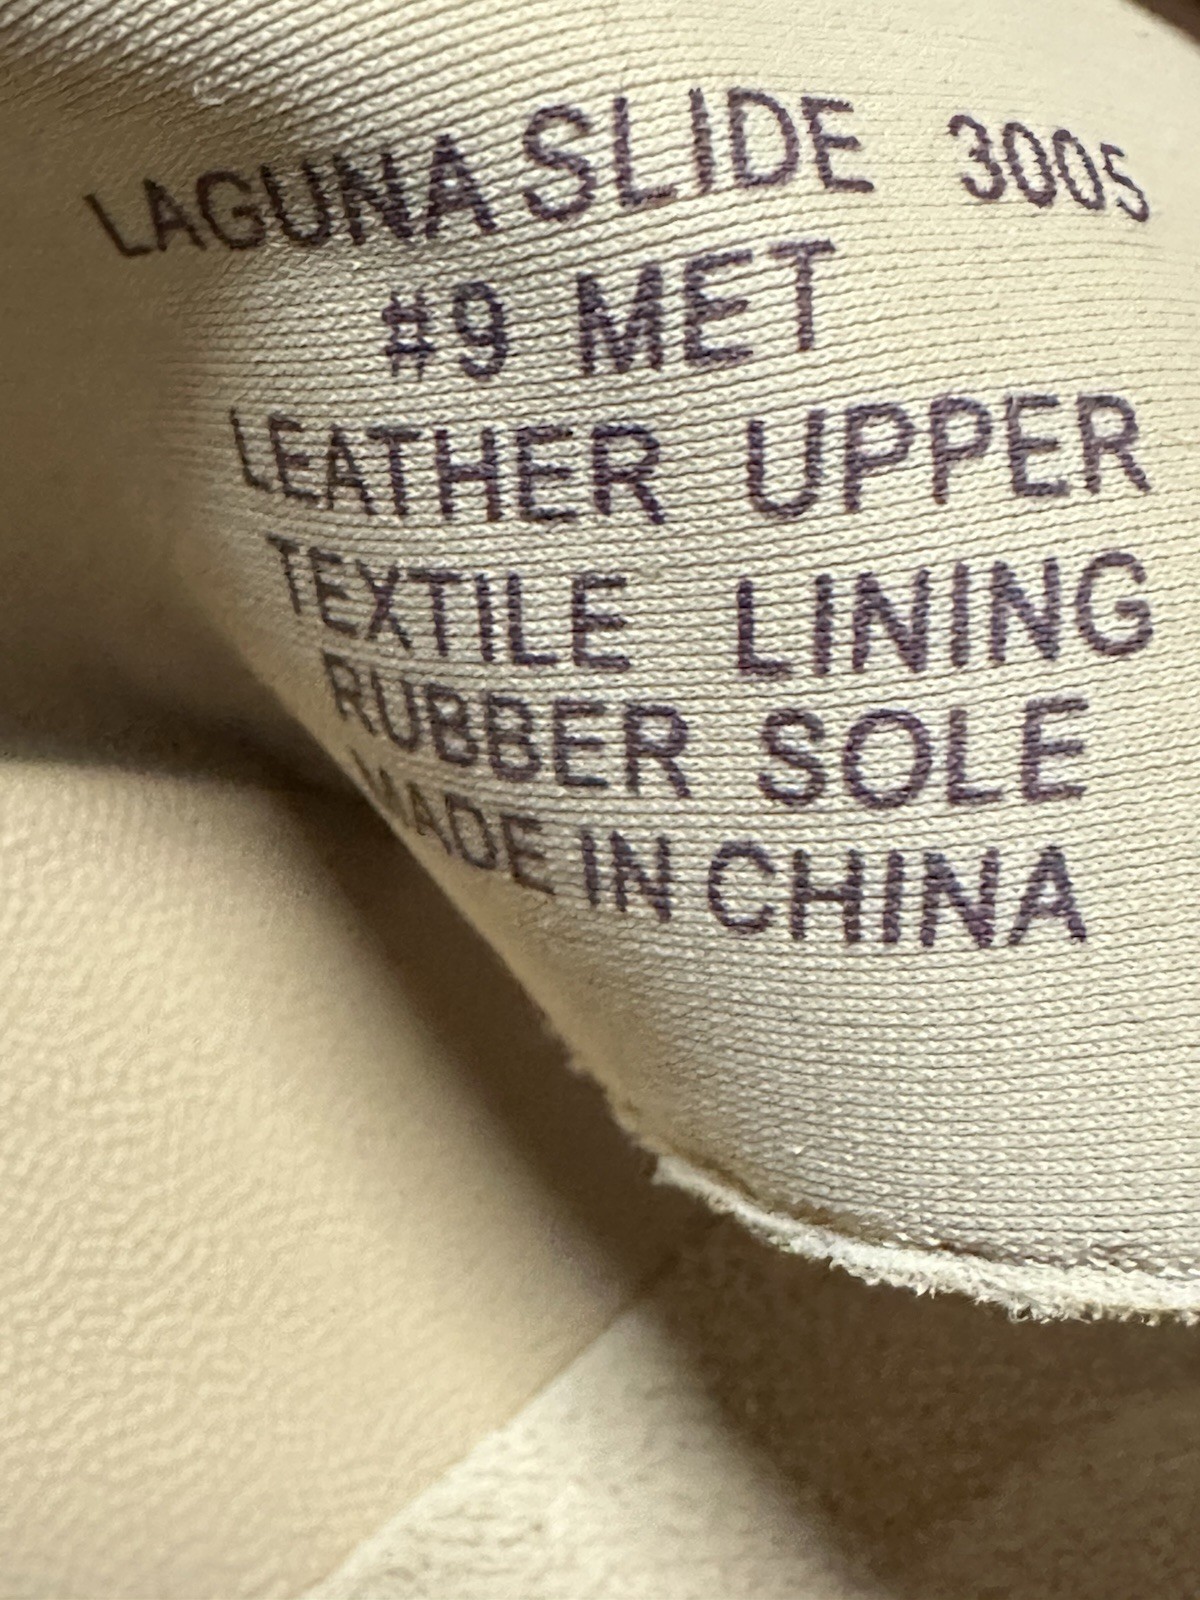 LAGUNA SLIDE 3005
#9 MET
LEATHER UPPER
TEXTILE LINING
RUBBER SOLE
MADE IN CHINA